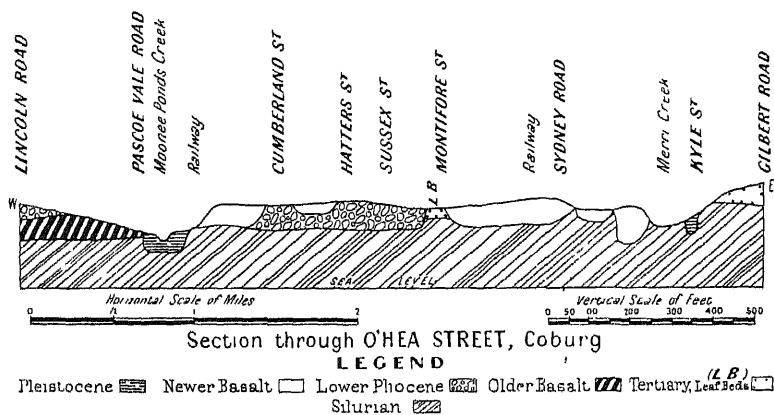 LINCOLN ROAD
PASCOE VALE ROAD
Moonee Ponds Creek
Railway
CUMBERLAND ST
HATTERS ST
SUSSEX ST
L B
MONTIFORE ST
Railway
SYDNEY ROAD
Merri Creek
KYLE ST
GILBERT ROAD
W E
SEA LEVEL
Horizontal Scale of Miles Vertical Scale of Feet
0 ½ 1 2 0 50 100 200 300 400 500
Section through O'HEA STREET, Coburg
LEGEND
Pleistocene Newer Basalt Lower Pliocene Older Basalt Tertiary, (LB) Leaf Beds
Silurian